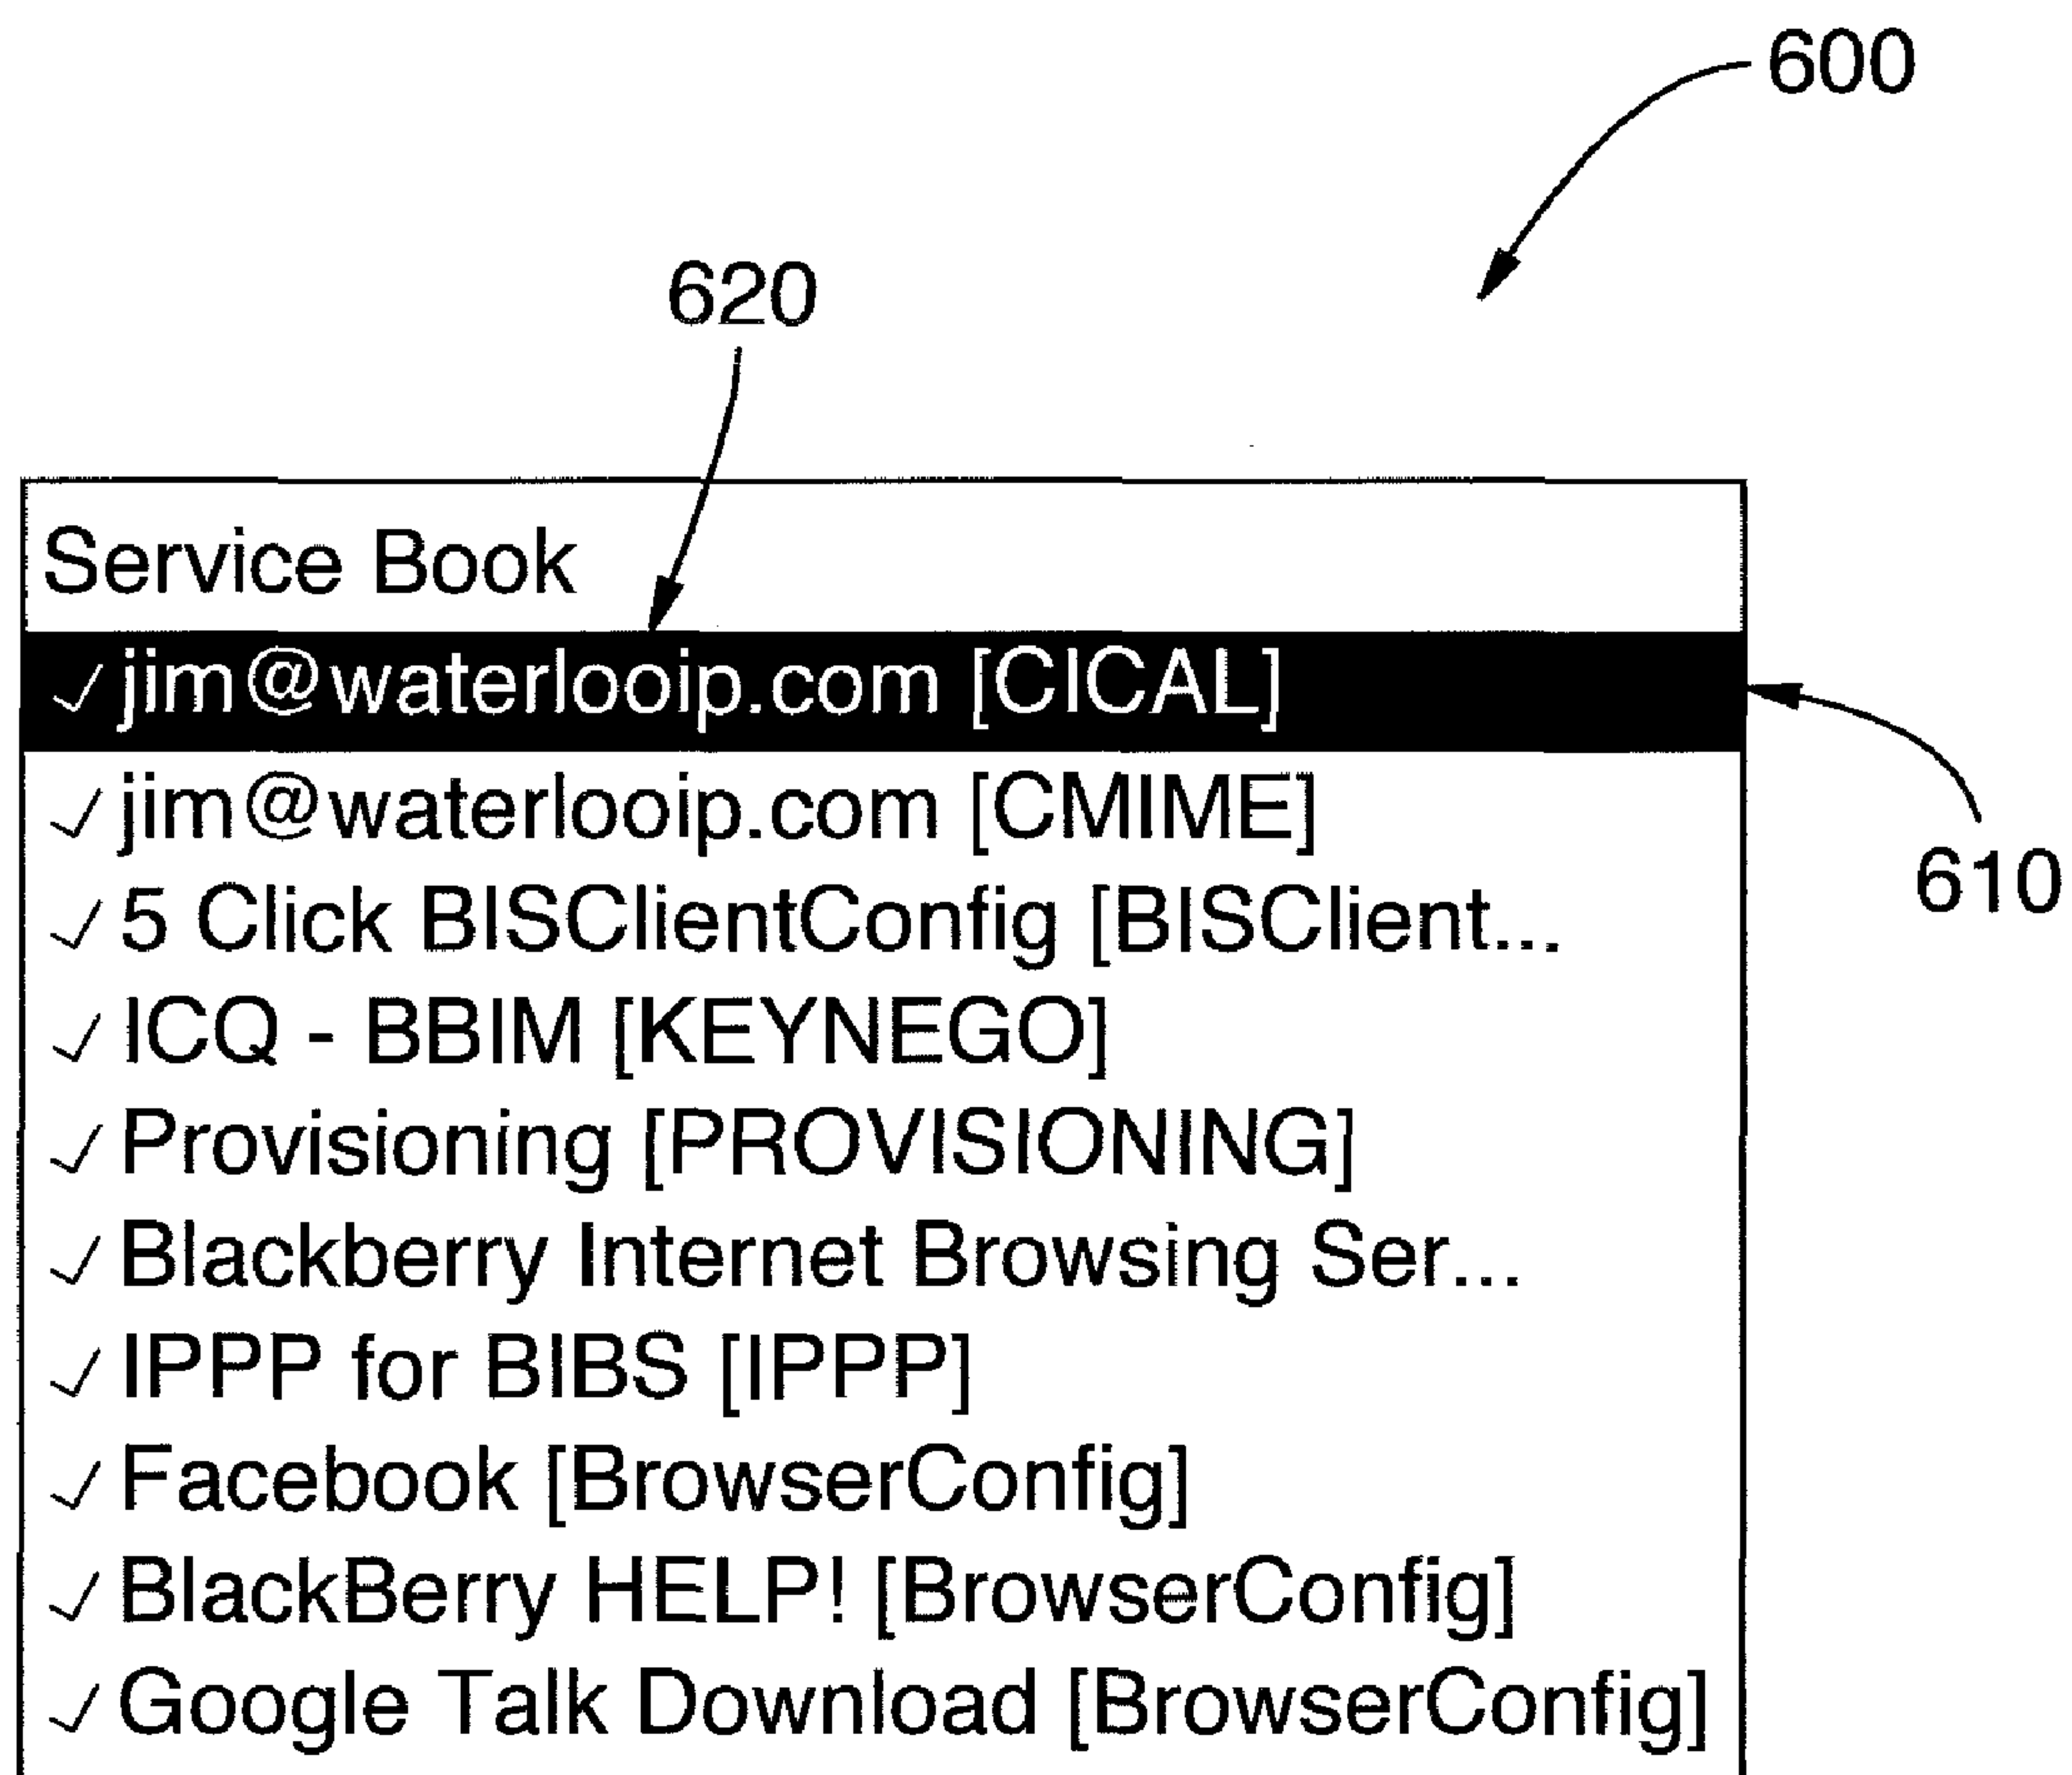 600
620
Service Book
✓ jim@waterlooip.com [CICAL]
✓ jim@waterlooip.com [CMIME]
610
✓ 5 Click BISClientConfig [BISClient...
✓ ICQ - BBIM [KEYNEGO]
✓ Provisioning [PROVISIONING]
✓ Blackberry Internet Browsing Ser...
✓ IPPP for BIBS [IPPP]
✓ Facebook [BrowserConfig]
✓ BlackBerry HELP! [BrowserConfig]
✓ Google Talk Download [BrowserConfig]